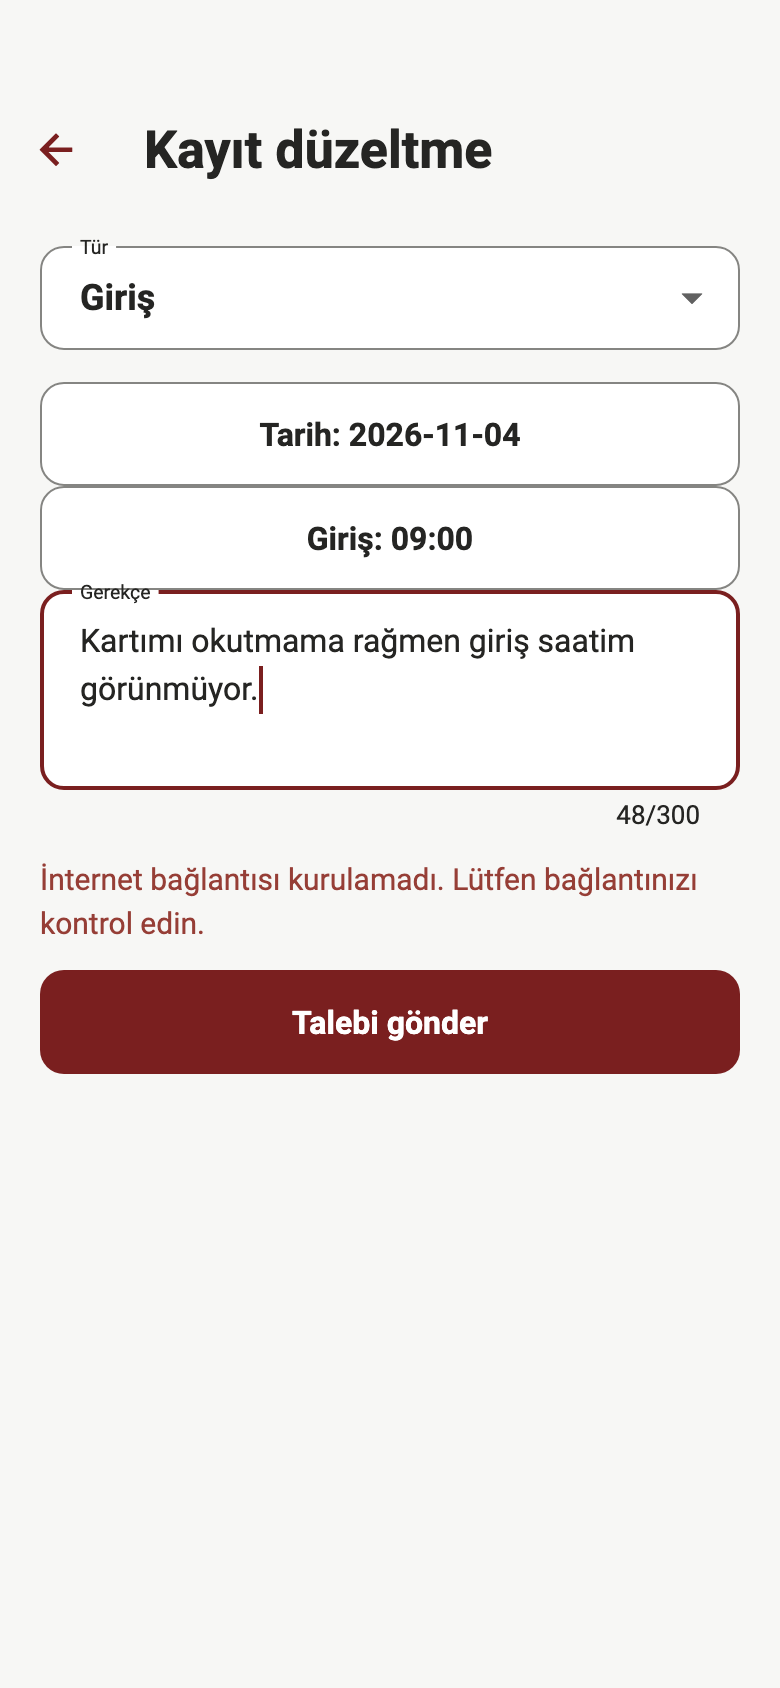 Kayıt düzeltme
Tür
Giriş
Tarih: 2026-11-04
Giriş: 09:00
Gerekçe
Kartımı okutmama rağmen giriş saatim
görünmüyor.
48/300
İnternet bağlantısı kurulamadı. Lütfen bağlantınızı
kontrol edin.
Talebi gönder